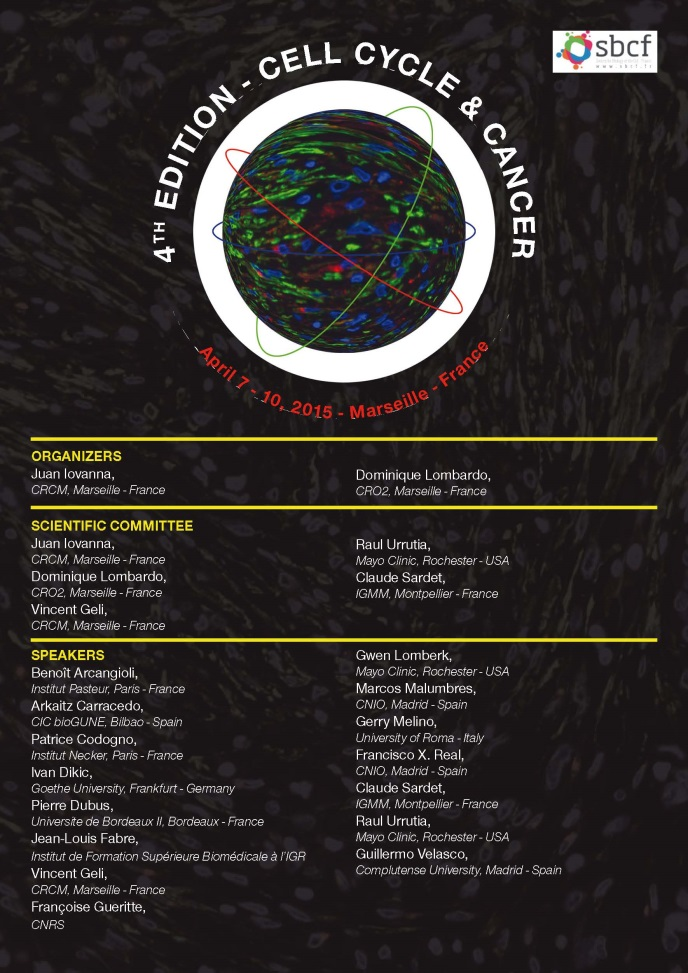 sbcf
www.sbcf.fr
4TH EDITION - CELL CYCLE & CANCER
April 7 - 10, 2015 - Marseille - France
ORGANIZERS
Juan Iovanna,
CRCM, Marseille - France
Dominique Lombardo,
CRO2, Marseille - France
SCIENTIFIC COMMITTEE
Juan Iovanna,
CRCM, Marseille - France
Dominique Lombardo,
CRO2, Marseille - France
Vincent Geli,
CRCM, Marseille - France
Raul Urrutia,
Mayo Clinic, Rochester - USA
Claude Sardet,
IGMM, Montpellier - France
SPEAKERS
Benoît Arcangioli,
Institut Pasteur, Paris - France
Arkaitz Carracedo,
CIC bioGUNE, Bilbao - Spain
Patrice Codogno,
Institut Necker, Paris - France
Ivan Dikic,
Goethe University, Frankfurt - Germany
Pierre Dubus,
Universite de Bordeaux II, Bordeaux - France
Jean-Louis Fabre,
Institut de Formation Supérieure Biomédicale à l'IGR
Vincent Geli,
CRCM, Marseille - France
Françoise Gueritte,
CNRS
Gwen Lomberk,
Mayo Clinic, Rochester - USA
Marcos Malumbres,
CNIO, Madrid - Spain
Gerry Melino,
University of Roma - Italy
Francisco X. Real,
CNIO, Madrid - Spain
Claude Sardet,
IGMM, Montpellier - France
Raul Urrutia,
Mayo Clinic, Rochester - USA
Guillermo Velasco,
Complutense University, Madrid - Spain